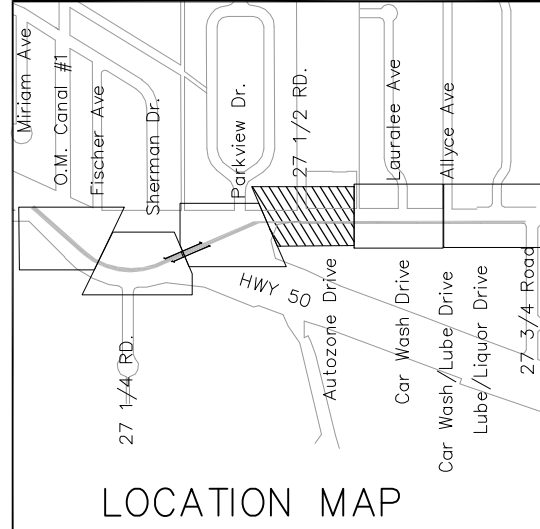 Miriam Ave
O.M. Canal #1
Fischer Ave
Sherman Dr.
Parkview Dr.
27 1/2 RD.
Lauralee Ave
Allyce Ave
HWY 50
27 1/4 RD.
Autozone Drive
Car Wash Drive
Car Wash/Lube Drive
Lube/Liquor Drive
27 3/4 Road
LOCATION MAP